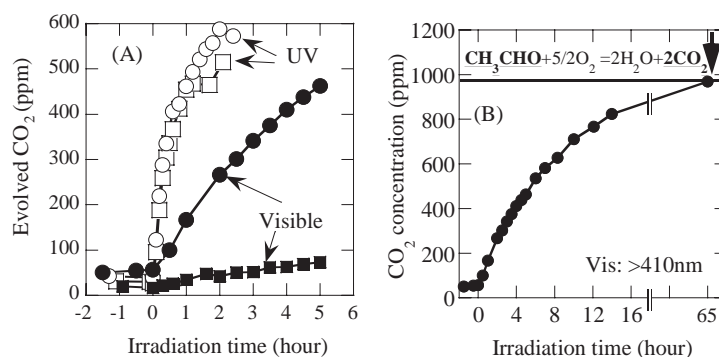 600
500
400
300
200
100
50
0
(A)
UV
Visible
Evolved CO2 (ppm)
-2 -1 0 1 2 3 4 5 6
Irradiation time (hour)
1200
1000
800
600
400
200
0
CH3CHO+5/2O2 =2H2O+2CO2
(B)
Vis: >410nm
CO2 concentration (ppm)
0 4 8 12 16 65
Irradiation time (hour)